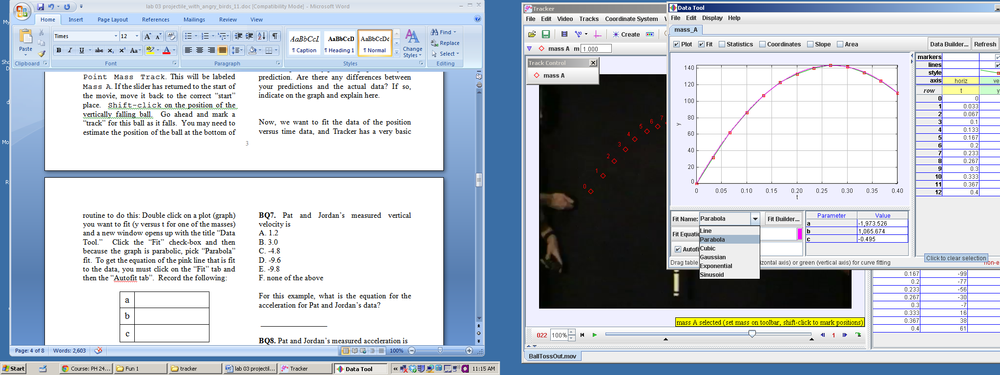 lab 03 projectile_with_angry_birds_11.doc [Compatibility Mode] - Microsoft Word
Home Insert Page Layout References Mailings Review View
Times 12
Paste
AaBbCcL AaBbCcD AaBbCcDd
¶ Caption ¶ Heading 1 ¶ Normal
Change Styles
Find
Replace
Select
Clipboard Font Paragraph Styles Editing
Point Mass Track. This will be labeled
Mass A. If the slider has returned to the start of
the movie, move it back to the correct “start”
place. Shift-click on the position of the
vertically falling ball. Go ahead and mark a
“track” for this ball as it falls. You may need to
estimate the position of the ball at the bottom of
prediction. Are there any differences between
your predictions and the actual data? If so,
indicate on the graph and explain here.
Now, we want to fit the data of the position
versus time data, and Tracker has a very basic
3
routine to do this: Double click on a plot (graph)
you want to fit (y versus t for one of the masses)
and a new window opens up with the title “Data
Tool.” Click the “Fit” check-box and then
because the graph is parabolic, pick “Parabola”
fit. To get the equation of the pink line that is fit
to the data, you must click on the “Fit” tab and
then the “Autofit tab”. Record the following:
a
b
c
BQ7. Pat and Jordan’s measured vertical
velocity is
A. 1.2
B. 3.0
C. -4.8
D. -9.6
E. -9.8
F. none of the above
For this example, what is the equation for the
acceleration for Pat and Jordan’s data?
BQ8. Pat and Jordan’s measured acceleration is
Page: 4 of 8 Words: 2,603 100%
Start Course: PH 24... Fun 1 tracker lab 03 projectil... Tracker Data Tool 11:15 AM
Tracker
File Edit Video Tracks Coordinate System
Create
mass A m 1.000
Track Control
mass A
0
1
2
3
4
5
6
7
mass A selected (set mass on toolbar, shift-click to mark positions)
022 100% 1
BallTossOut.mov
Data Tool
File Edit Display Help
mass_A
Plot Fit Statistics Coordinates Slope Area Data Builder... Refresh
140
120
100
80
60
40
20
0
y
0 0.05 0.10 0.15 0.20 0.25 0.30 0.35 0.40
t
markers
lines
style
axis horiz ve
row t y
0 0
1 0.033
2 0.067
3 0.1
4 0.133
5 0.167
6 0.2
7 0.233
8 0.267
9 0.3
10 0.333
11 0.367
12 0.4
Fit Name: Parabola Fit Builder...
Line
Parabola
Cubic
Gaussian
Exponential
Sinusoid
Fit Equatio
Autofi
Parameter Value
a -1,973.526
b 1,065.674
c -0.495
Click to clear selection
Drag table izontal axis) or green (vertical axis) for curve fitting non-e
0.167 -99
0.2 -77
0.233 -56
0.267 -30
0.3 -7
0.333 16
0.367 38
0.4 61